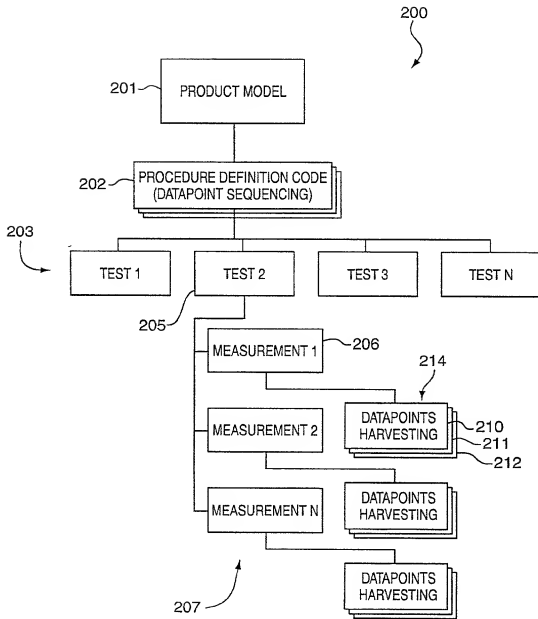 200
201
PRODUCT MODEL
202
PROCEDURE DEFINITION CODE
(DATAPOINT SEQUENCING)
203
TEST 1
TEST 2
TEST 3
TEST N
205
MEASUREMENT 1
206
214
DATAPOINTS
HARVESTING
210
211
212
MEASUREMENT 2
DATAPOINTS
HARVESTING
MEASUREMENT N
DATAPOINTS
HARVESTING
207